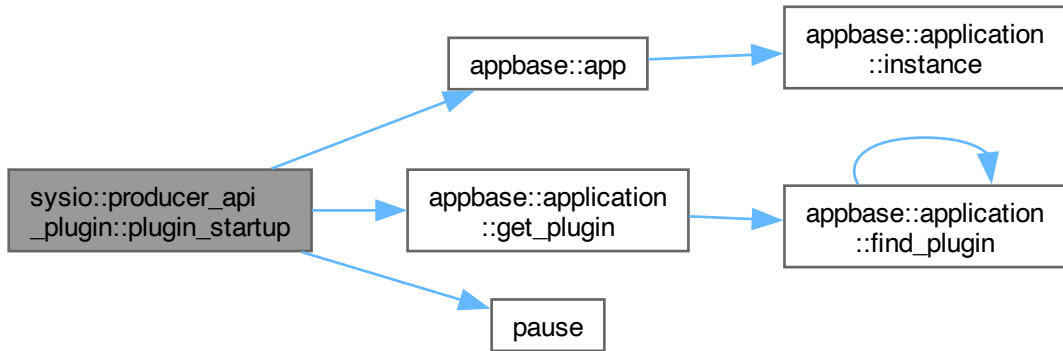 sysio::producer_api
_plugin::plugin_startup
appbase::app
appbase::application
::instance
appbase::application
::get_plugin
appbase::application
::find_plugin
pause